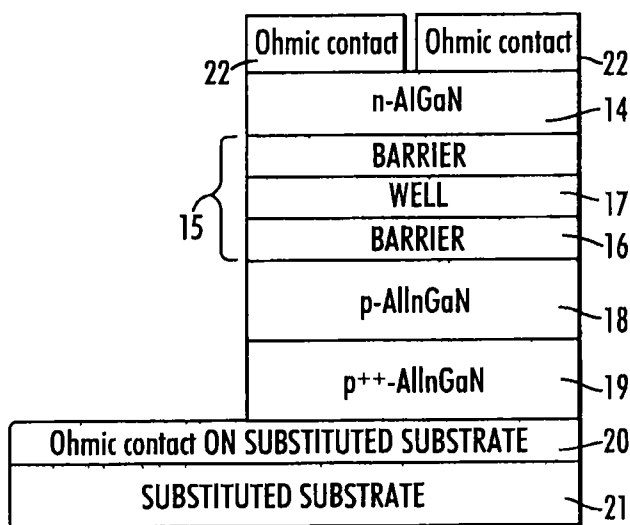 Ohmic contact Ohmic contact
22 22
n-AlGaN 14
BARRIER
15 WELL 17
BARRIER 16
p-AlInGaN 18
p++-AlInGaN 19
Ohmic contact ON SUBSTITUTED SUBSTRATE 20
SUBSTITUTED SUBSTRATE 21